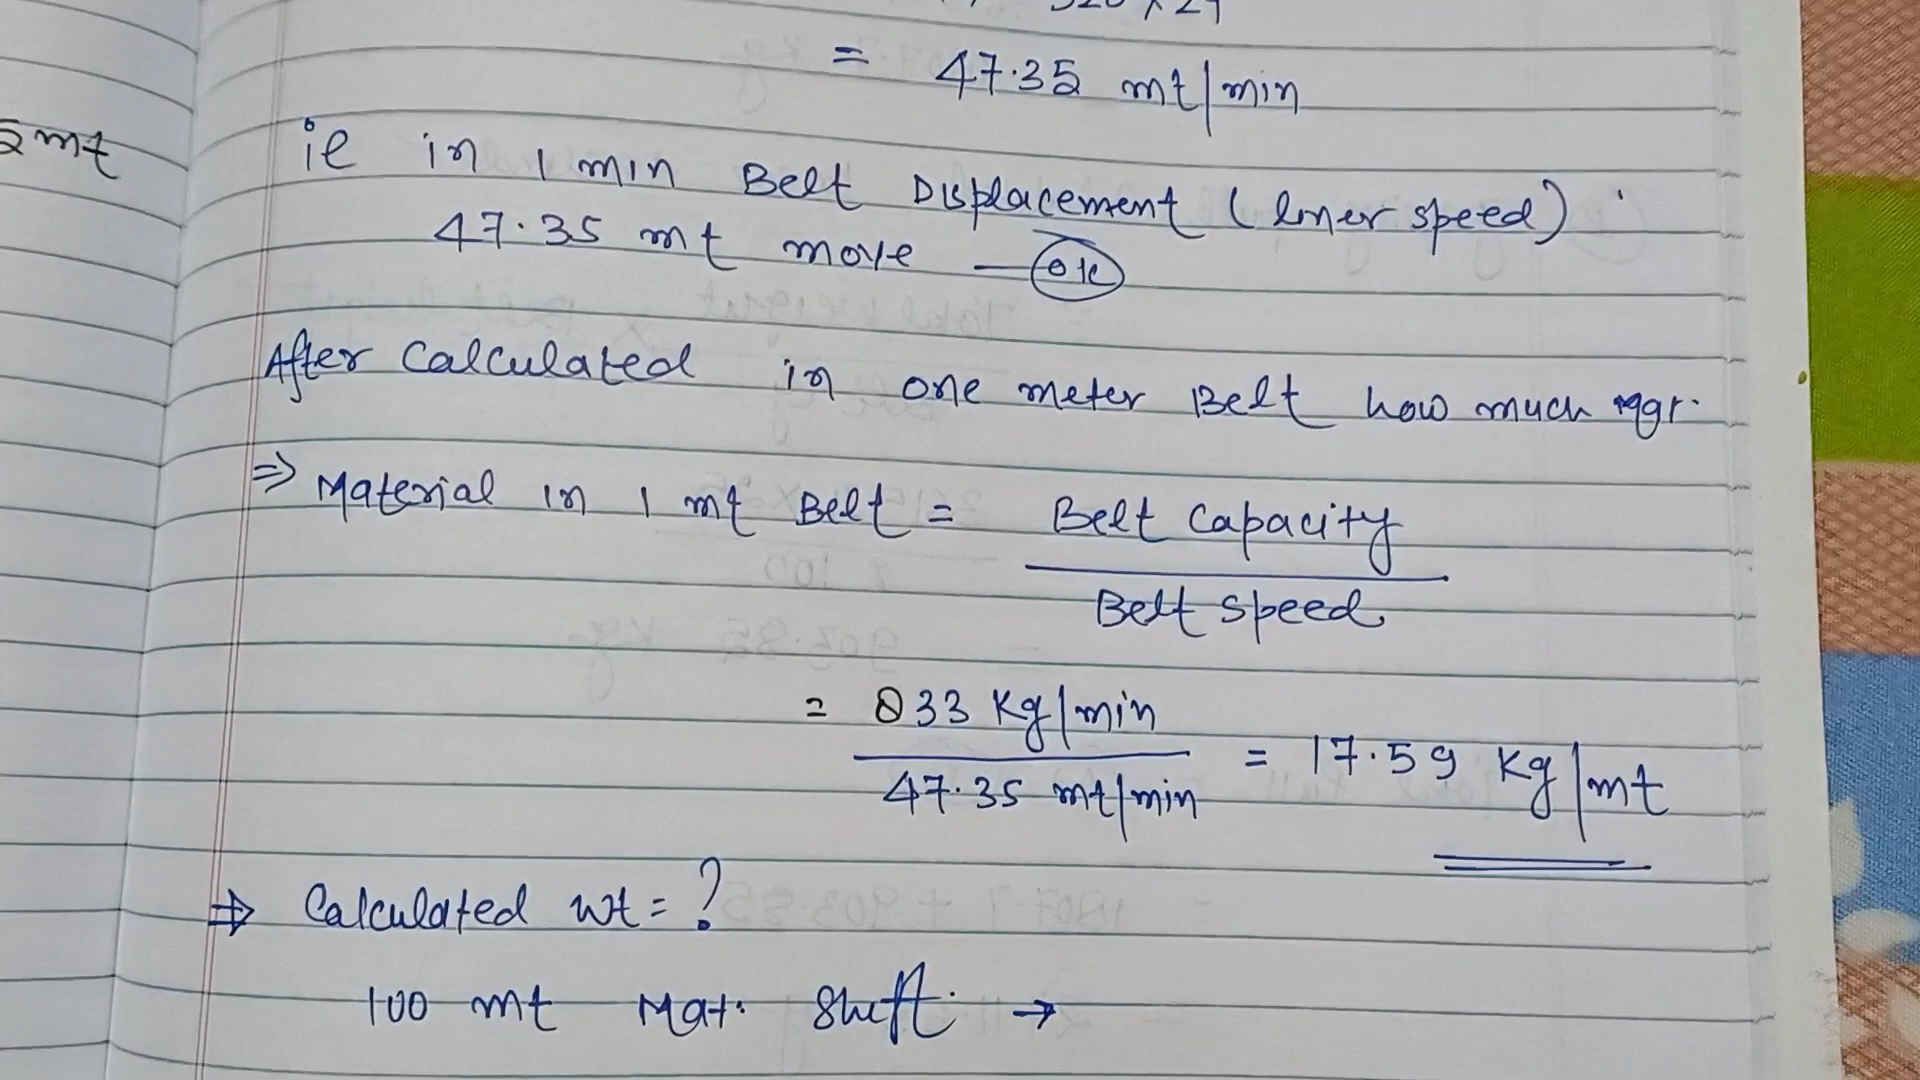 = 47.35 mt/min
2mt
ie in 1 min Belt Displacement (liner speed)
47.35 mt move — ok
After Calculated in one meter Belt how much
⇒ Material in 1 mt Belt = Belt Capacity
Belt speed
= 833 Kg/min
47.35 mt/min
= 17.59 Kg/mt
⇒ Calculated wt = ?
100 mt Mat. Shift. →